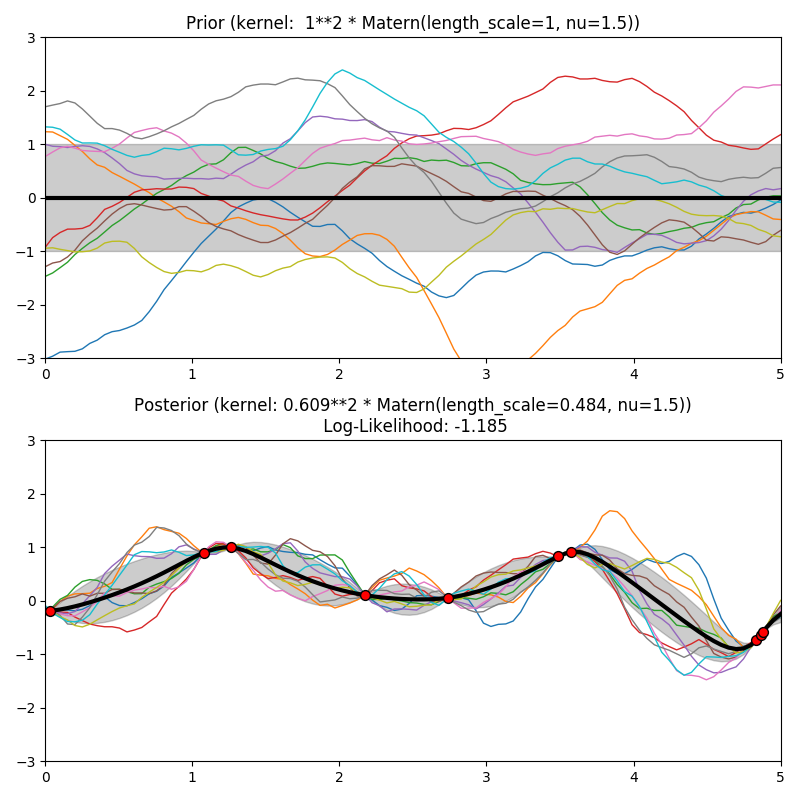 Prior (kernel:  1**2 * Matern(length_scale=1, nu=1.5))
3
2
1
0
−1
−2
−3
0 1 2 3 4 5
Posterior (kernel: 0.609**2 * Matern(length_scale=0.484, nu=1.5))
Log-Likelihood: -1.185
3
2
1
0
−1
−2
−3
0 1 2 3 4 5